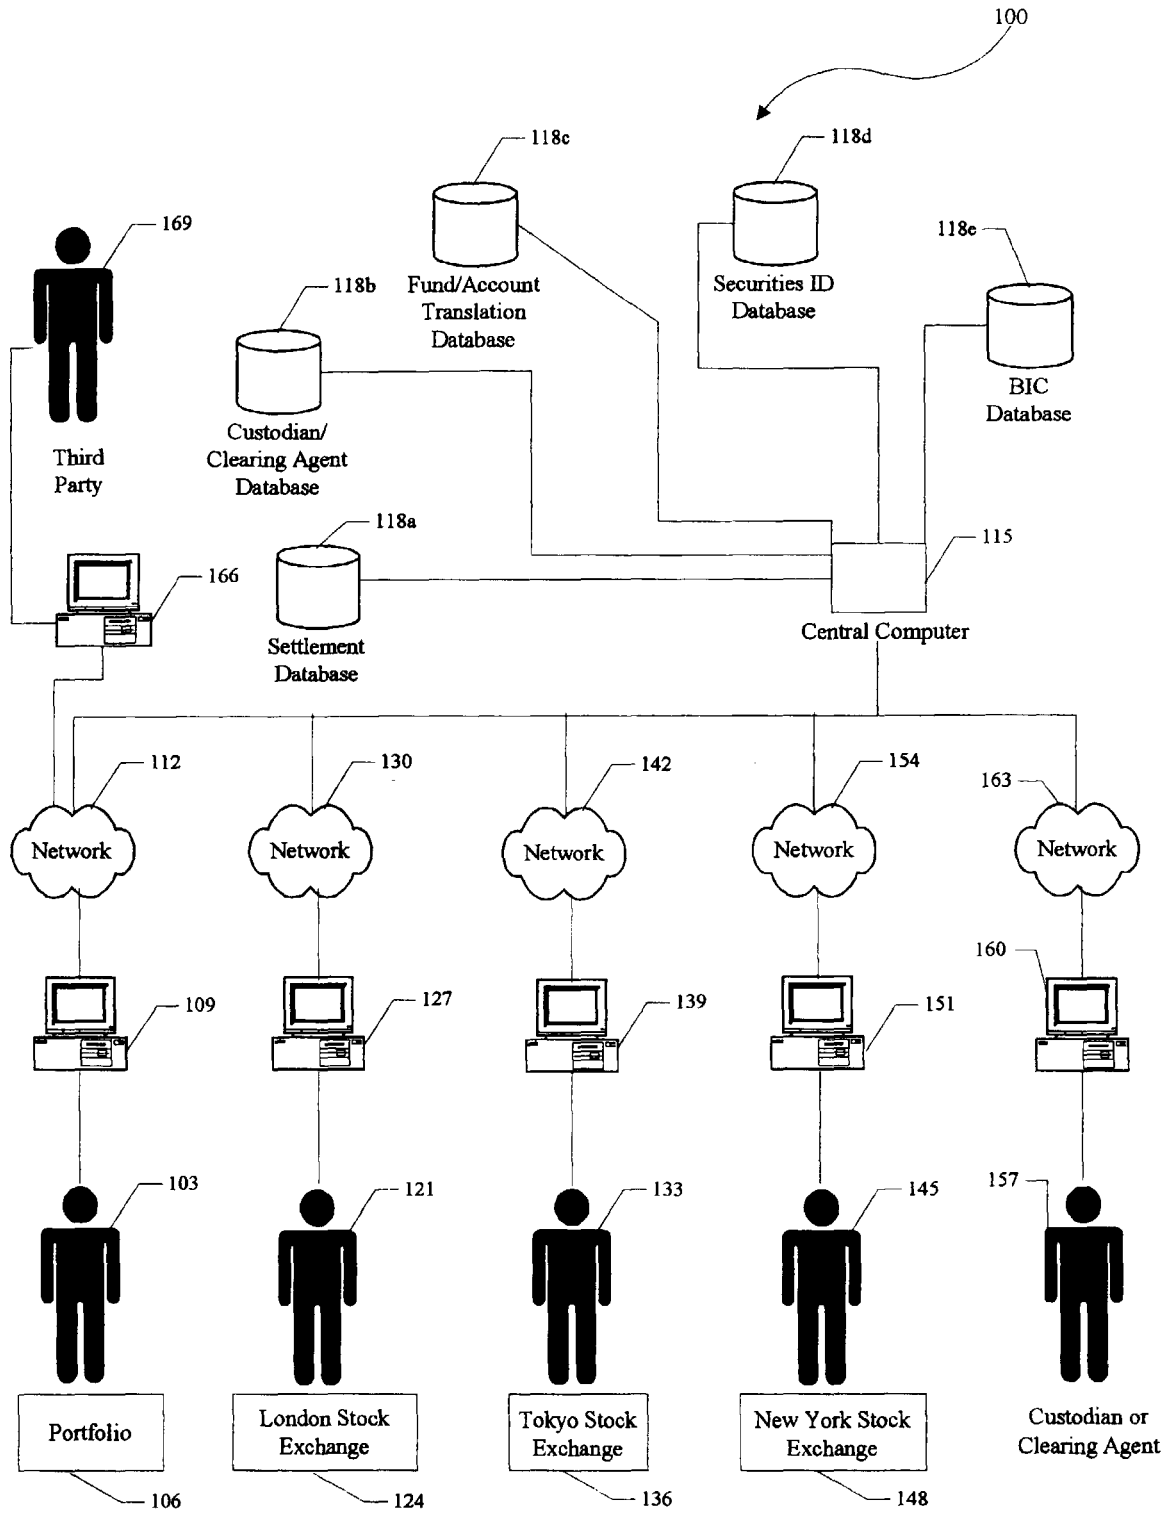 100
118c
118d
169
118e
118b
Fund/Account
Translation
Database
Securities ID
Database
BIC
Database
Custodian/
Clearing Agent
Database
Third
Party
118a
115
166
Central Computer
Settlement
Database
112
130
142
154
163
Network
Network
Network
Network
Network
109
127
139
151
160
103
121
133
145
157
Portfolio
London Stock
Exchange
Tokyo Stock
Exchange
New York Stock
Exchange
Custodian or
Clearing Agent
106
124
136
148